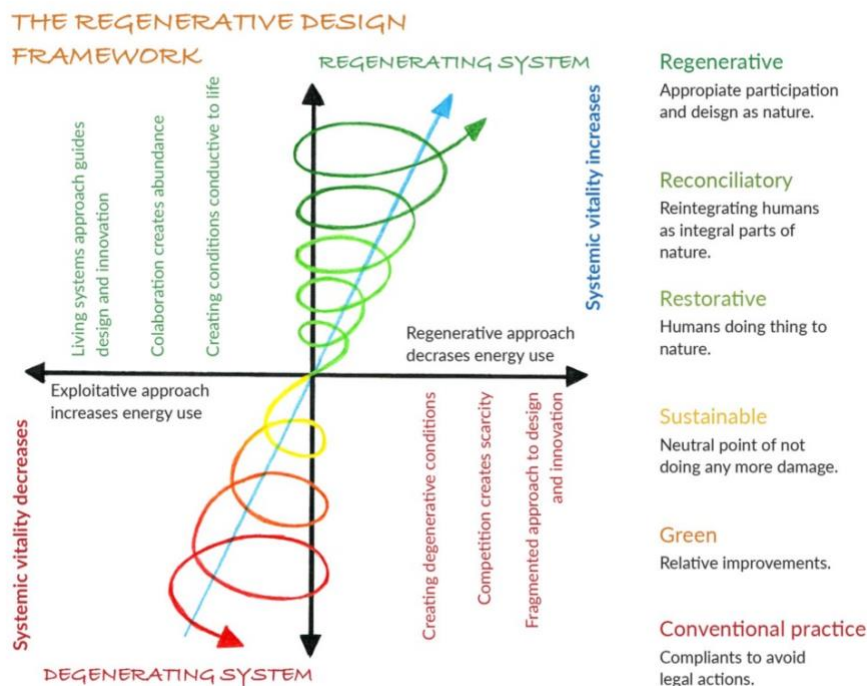 THE REGENERATIVE DESIGN
FRAMEWORK
REGENERATING SYSTEM
Living systems approach guides
design and innovation
Colaboration creates abundance
Creating conditions conductive to life
Systemic vitality increases
Regenerative approach
decrases energy use
Exploitative approach
increases energy use
Systemic vitality decreases
Creating degenerative conditions
Competition creates scarcity
Fragmented approach to design
and innovation
DEGENERATING SYSTEM
Regenerative
Appropiate participation
and deisgn as nature.
Reconciliatory
Reintegrating humans
as integral parts of
nature.
Restorative
Humans doing thing to
nature.
Sustainable
Neutral point of not
doing any more damage.
Green
Relative improvements.
Conventional practice
Compliants to avoid
legal actions.